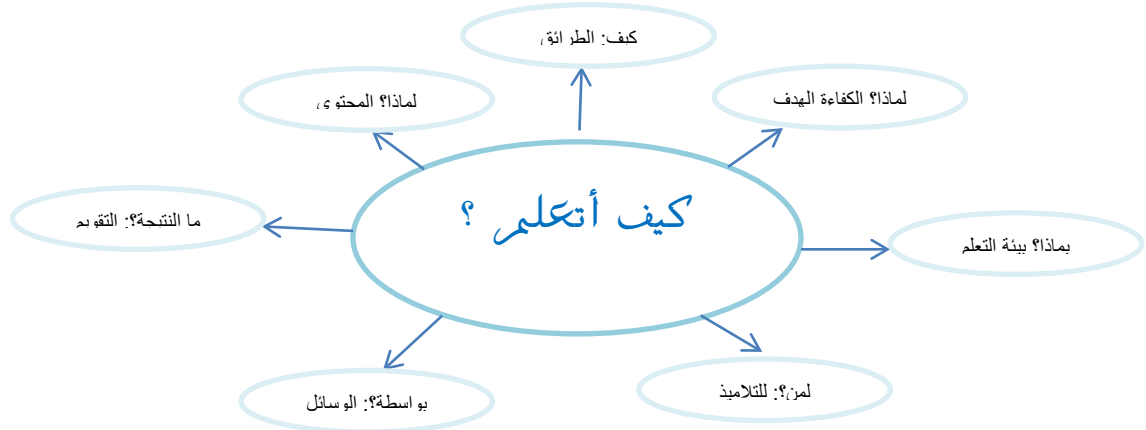 كيف: الطرائق
لماذا؟ الكفاءة الهدف
لماذا؟ المحتوى
كيف أتعلم ؟
بماذا؟ بيئة التعلم
ما النتيجة؟: التقويم
لمن؟: للتلاميذ
بواسطة؟: الوسائل